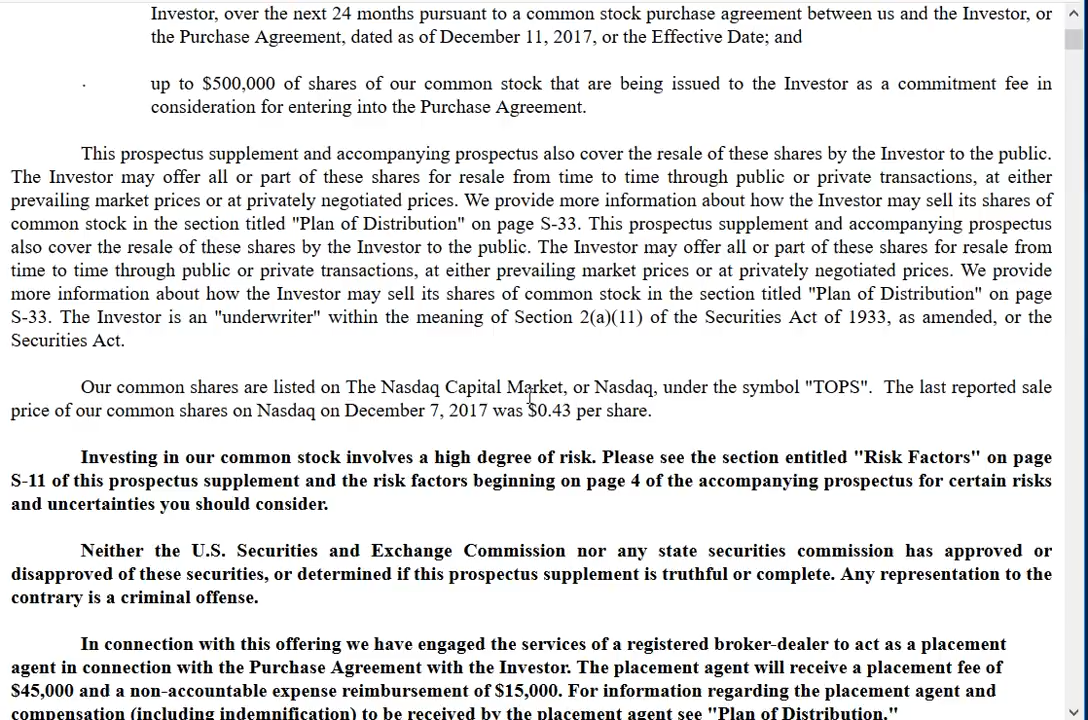 Investor, over the next 24 months pursuant to a common stock purchase agreement between us and the Investor, or
the Purchase Agreement, dated as of December 11, 2017, or the Effective Date; and
· up to $500,000 of shares of our common stock that are being issued to the Investor as a commitment fee in
consideration for entering into the Purchase Agreement.
This prospectus supplement and accompanying prospectus also cover the resale of these shares by the Investor to the public.
The Investor may offer all or part of these shares for resale from time to time through public or private transactions, at either
prevailing market prices or at privately negotiated prices. We provide more information about how the Investor may sell its shares of
common stock in the section titled "Plan of Distribution" on page S-33. This prospectus supplement and accompanying prospectus
also cover the resale of these shares by the Investor to the public. The Investor may offer all or part of these shares for resale from
time to time through public or private transactions, at either prevailing market prices or at privately negotiated prices. We provide
more information about how the Investor may sell its shares of common stock in the section titled "Plan of Distribution" on page
S-33. The Investor is an "underwriter" within the meaning of Section 2(a)(11) of the Securities Act of 1933, as amended, or the
Securities Act.
Our common shares are listed on The Nasdaq Capital Market, or Nasdaq, under the symbol "TOPS". The last reported sale
price of our common shares on Nasdaq on December 7, 2017 was $0.43 per share.
Investing in our common stock involves a high degree of risk. Please see the section entitled "Risk Factors" on page
S-11 of this prospectus supplement and the risk factors beginning on page 4 of the accompanying prospectus for certain risks
and uncertainties you should consider.
Neither the U.S. Securities and Exchange Commission nor any state securities commission has approved or
disapproved of these securities, or determined if this prospectus supplement is truthful or complete. Any representation to the
contrary is a criminal offense.
In connection with this offering we have engaged the services of a registered broker-dealer to act as a placement
agent in connection with the Purchase Agreement with the Investor. The placement agent will receive a placement fee of
$45,000 and a non-accountable expense reimbursement of $15,000. For information regarding the placement agent and
compensation (including indemnification) to be received by the placement agent see "Plan of Distribution."